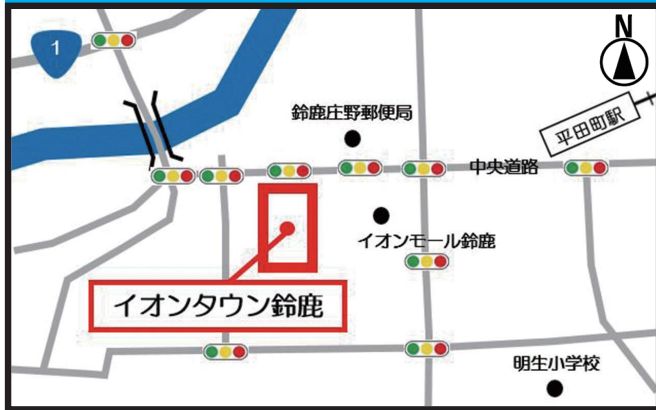 1
N
鈴鹿庄野郵便局
平田町駅
中央道路
イオンモール鈴鹿
イオンタウン鈴鹿
明生小学校